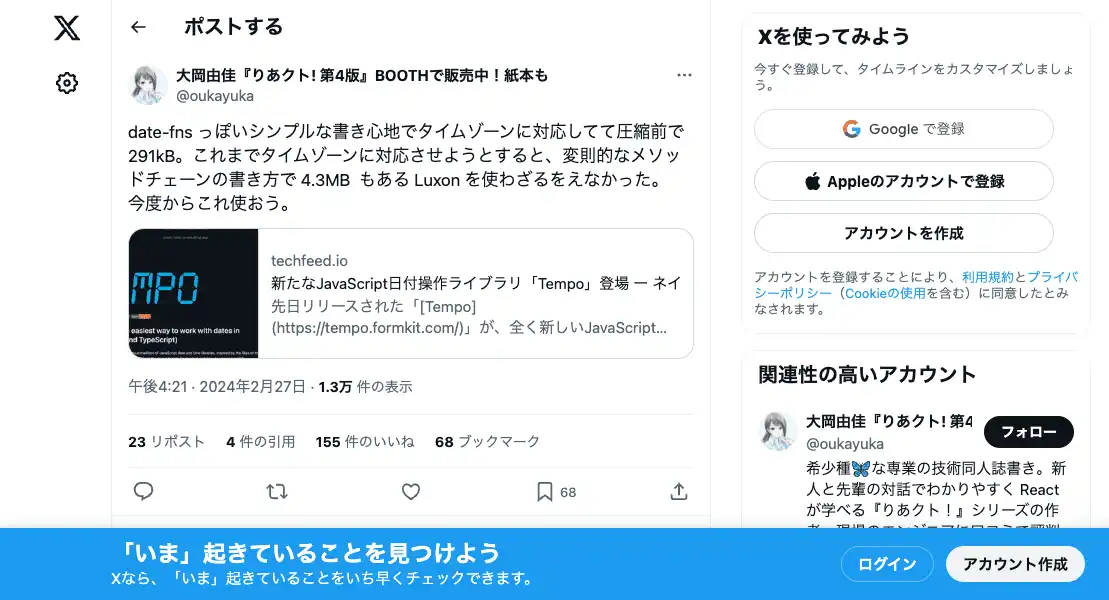 ポストする
大岡由佳『りあクト! 第4版』BOOTHで販売中！紙本も
@oukayuka
date-fns っぽいシンプルな書き心地でタイムゾーンに対応してて圧縮前で
291kB。これまでタイムゾーンに対応させようとすると、変則的なメソッ
ドチェーンの書き方で 4.3MB もある Luxon を使わざるをえなかった。
今度からこれ使おう。
MPO
easiest way to work with dates in
nd TypeScript)
techfeed.io
新たなJavaScript日付操作ライブラリ「Tempo」登場 ー ネイ
先日リリースされた「[Tempo]
(https://tempo.formkit.com/)」が、全く新しいJavaScript...
午後4:21 · 2024年2月27日 · 1.3万 件の表示
23 リポスト 4 件の引用 155 件のいいね 68 ブックマーク
68
Xを使ってみよう
今すぐ登録して、タイムラインをカスタマイズしましょ
う。
Google で登録
Appleのアカウントで登録
アカウントを作成
アカウントを登録することにより、利用規約とプライバ
シーポリシー（Cookieの使用を含む）に同意したとみ
なされます。
関連性の高いアカウント
大岡由佳『りあクト! 第4
@oukayuka
フォロー
希少種🦋な専業の技術同人誌書き。新
人と先輩の対話でわかりやすく React
が学べる『りあクト！』シリーズの作
「いま」起きていることを見つけよう
Xなら、「いま」起きていることをいち早くチェックできます。
ログイン
アカウント作成